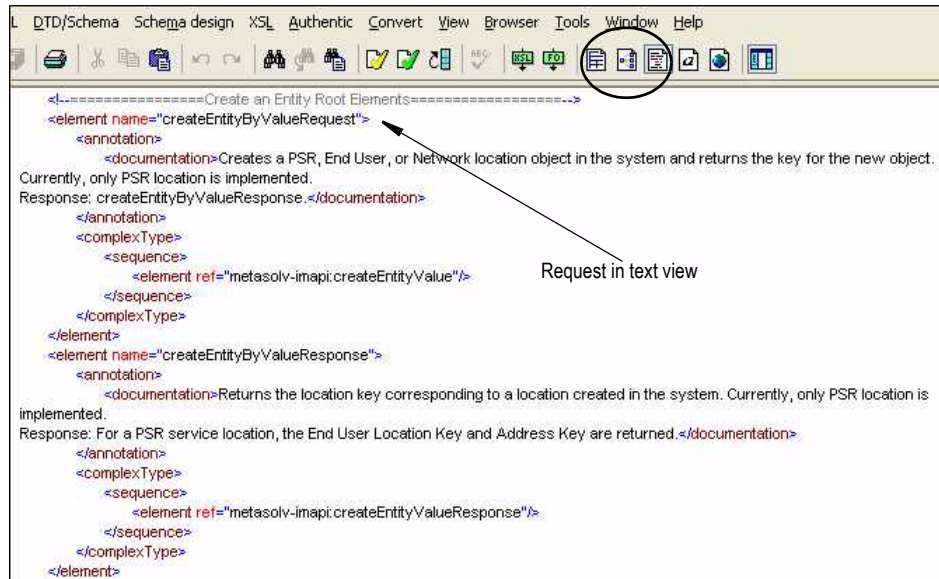 L DTD/Schema Schema design XSL Authentic Convert View Browser Tools Window Help
ABC XSL FO a
<!--=================Create an Entity Root Elements===================-->
<element name="createEntityByValueRequest">
<annotation>
<documentation>Creates a PSR, End User, or Network location object in the system and returns the key for the new object.
Currently, only PSR location is implemented.
Response: createEntityByValueResponse.</documentation>
</annotation>
<complexType>
<sequence>
<element ref="metasolv-imapi:createEntityValue"/>
Request in text view
</sequence>
</complexType>
</element>
<element name="createEntityByValueResponse">
<annotation>
<documentation>Returns the location key corresponding to a location created in the system. Currently, only PSR location is
implemented.
Response: For a PSR service location, the End User Location Key and Address Key are returned.</documentation>
</annotation>
<complexType>
<sequence>
<element ref="metasolv-imapi:createEntityValueResponse"/>
</sequence>
</complexType>
</element>